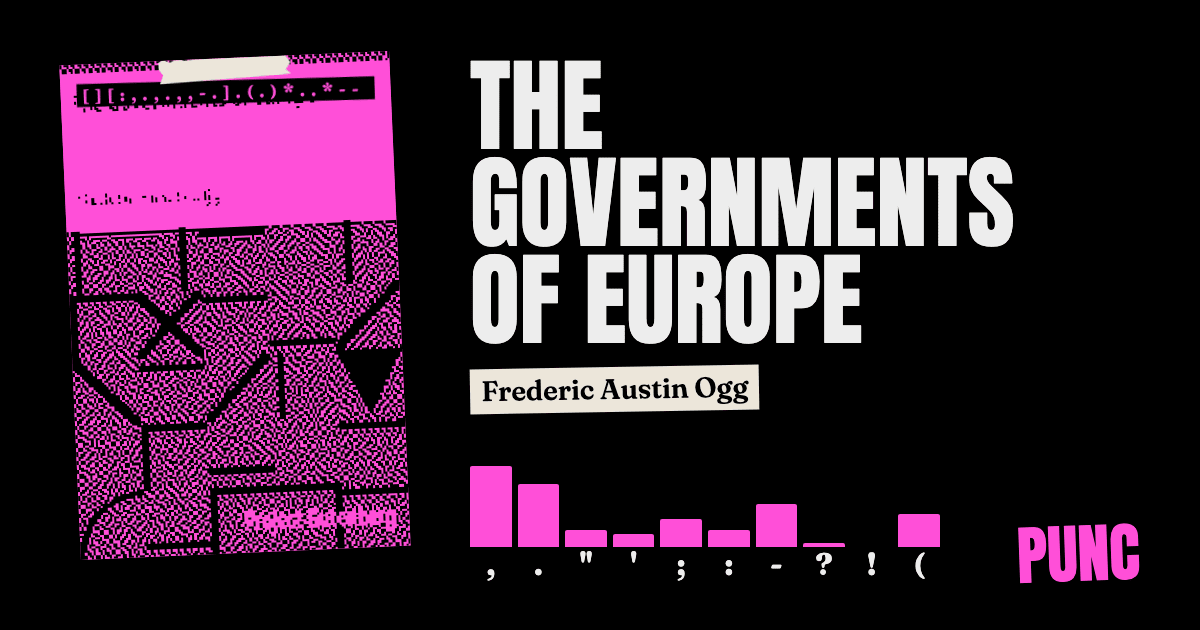 [][:,.,.,,-.].(.)*..*--
THE
GOVERNMENTS
OF EUROPE
Frederic Austin Ogg
, . " ' ; : - ? ! (
PUNC